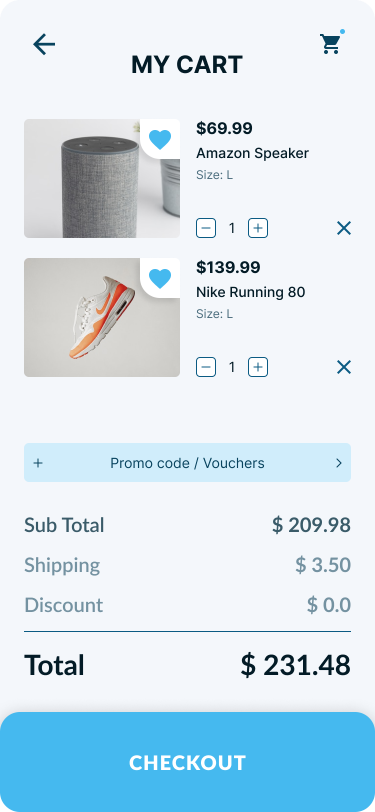 MY CART
$69.99
Amazon Speaker
Size: L
1
$139.99
Nike Running 80
Size: L
1
+ Promo code / Vouchers >
Sub Total $ 209.98
Shipping $ 3.50
Discount $ 0.0
Total $ 231.48
CHECKOUT